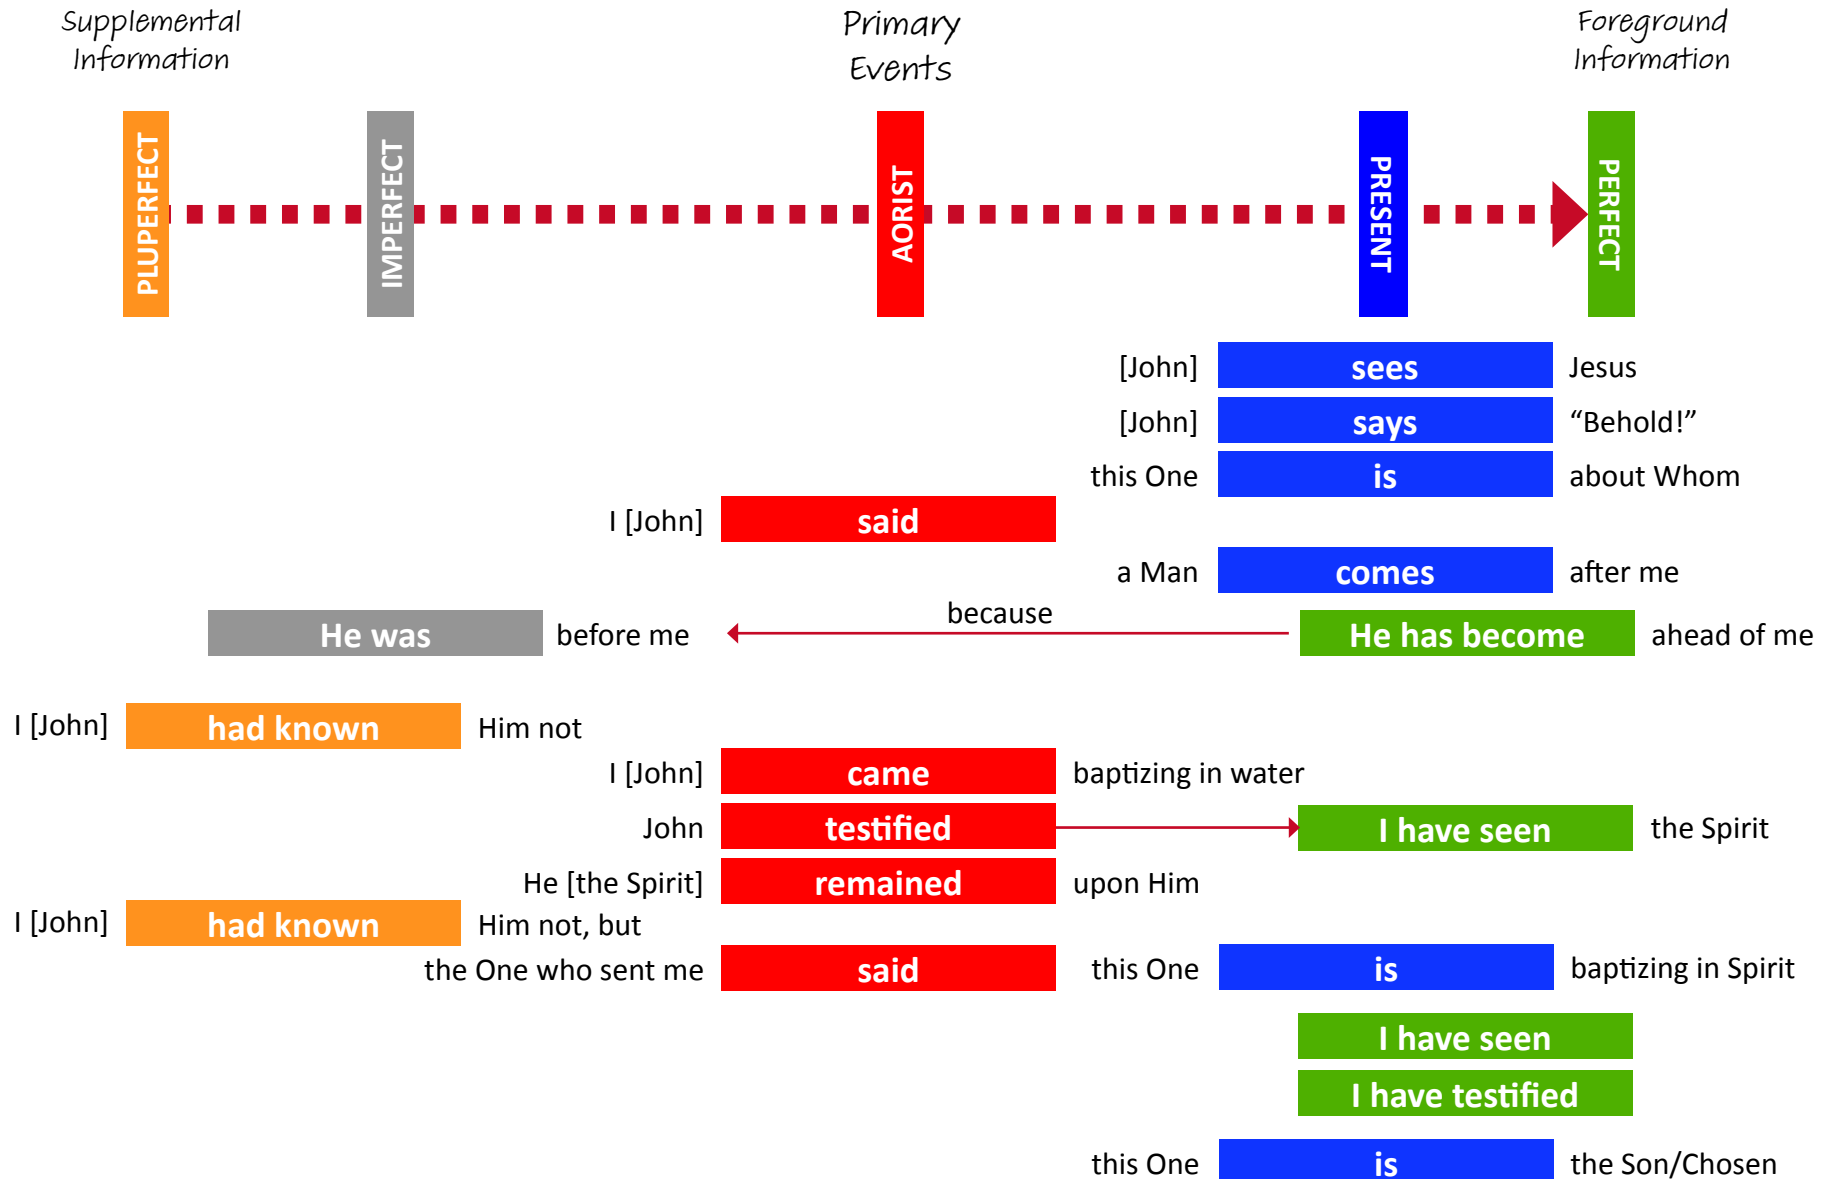 Supplemental
Information
Primary
Events
Foreground
Information
PLUPERFECT
IMPERFECT
AORIST
PRESENT
PERFECT
[John] sees Jesus
[John] says “Behold!”
this One is about Whom
I [John] said
a Man comes after me
He was before me because He has become ahead of me
I [John] had known Him not
I [John] came baptizing in water
John testified I have seen the Spirit
He [the Spirit] remained upon Him
I [John] had known Him not, but
the One who sent me said this One is baptizing in Spirit
I have seen
I have testified
this One is the Son/Chosen